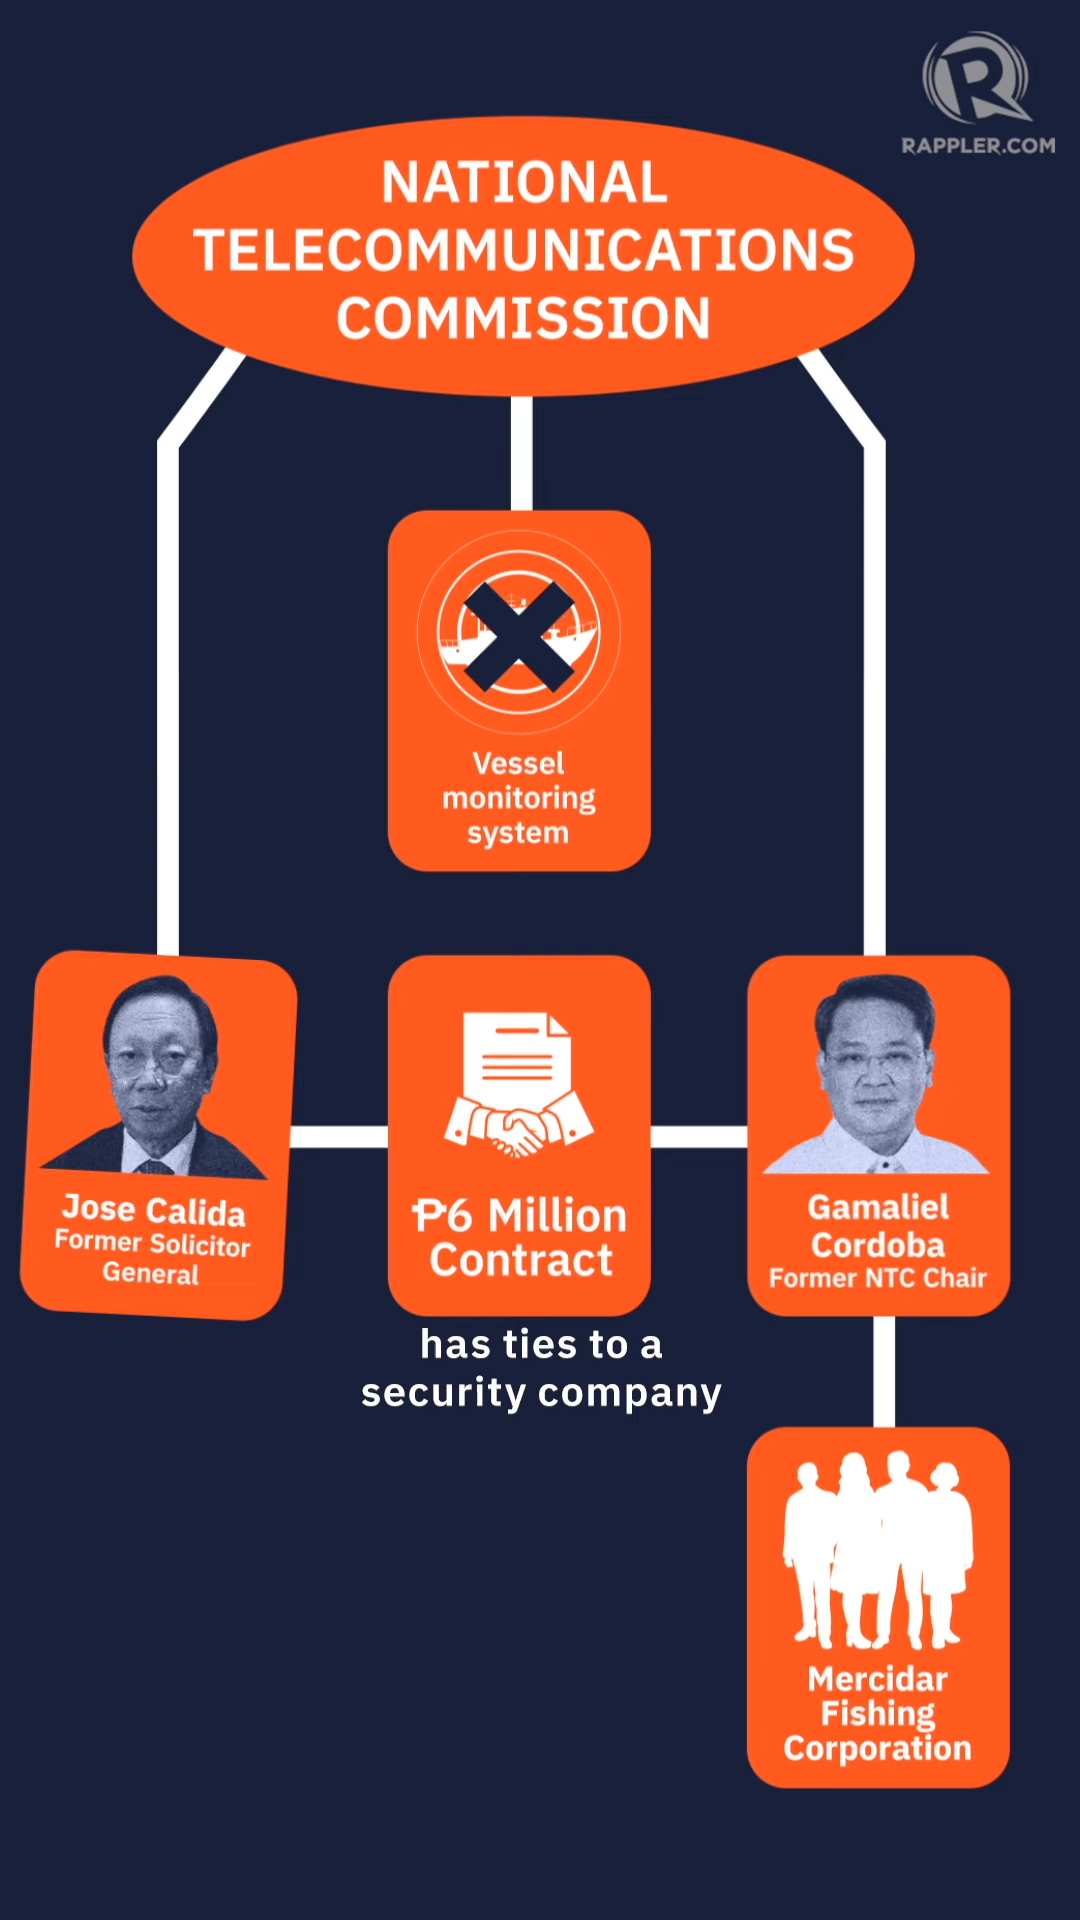 RAPPLER.COM
NATIONAL
TELECOMMUNICATIONS
COMMISSION
Vessel
monitoring
system
Jose Calida
Former Solicitor
General
₱6 Million
Contract
Gamaliel
Cordoba
Former NTC Chair
has ties to a
security company
Mercidar
Fishing
Corporation